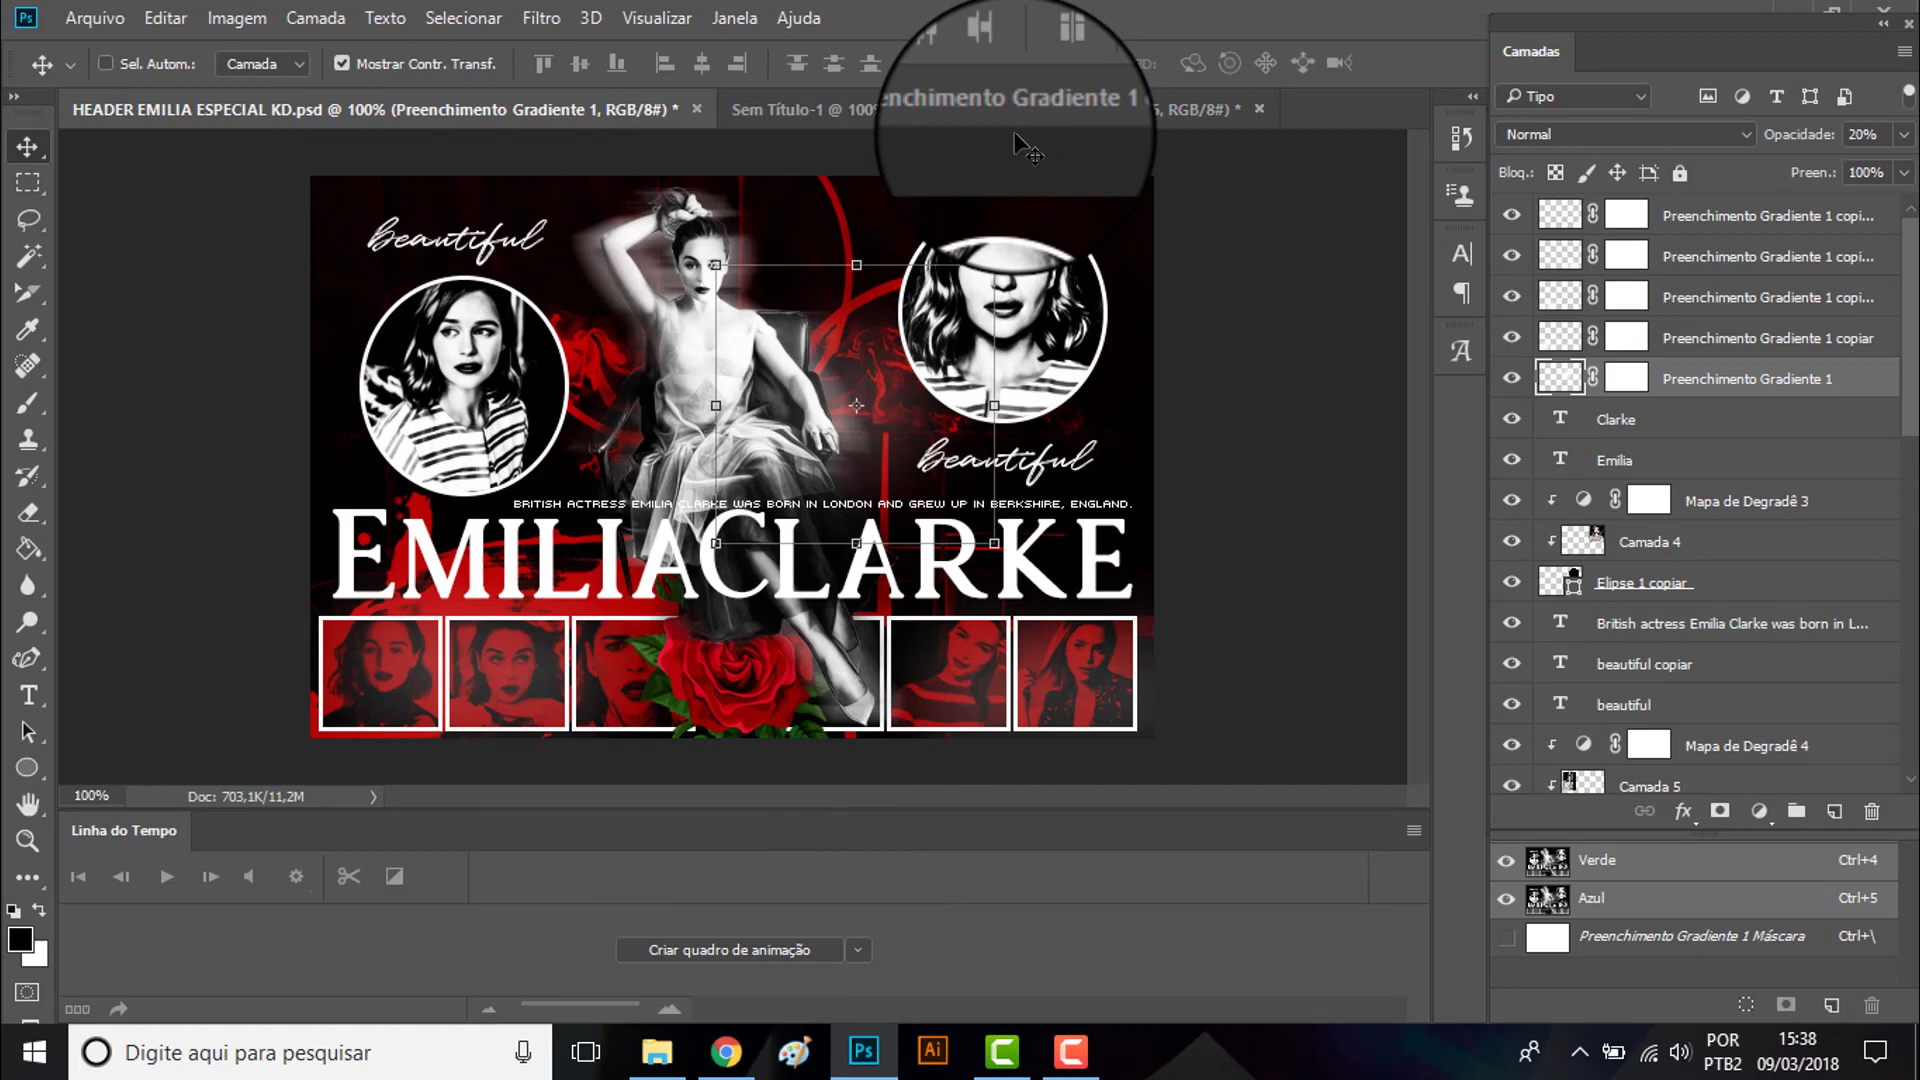 Ps Arquivo Editar Imagem Camada Texto Selecionar Filtro 3D Visualizar Janela Ajuda
Sel. Autom.: Camada Mostrar Contr. Transf.
HEADER EMILIA ESPECIAL KD.psd @ 100% (Preenchimento Gradiente 1, RGB/8#) *
Sem Título-1 @ 100%
enchimento Gradiente 1
, RGB/8#) *
beautiful
beautiful
BRITISH ACTRESS EMILIA CLARKE WAS BORN IN LONDON AND GREW UP IN BERKSHIRE, ENGLAND.
EMILIACLARKE
100% Doc: 703,1K/11,2M
Linha do Tempo
Criar quadro de animação
Camadas
Tipo
Normal Opacidade: 20%
Bloq.: Preen.: 100%
Preenchimento Gradiente 1 copi...
Preenchimento Gradiente 1 copi...
Preenchimento Gradiente 1 copi...
Preenchimento Gradiente 1 copiar
Preenchimento Gradiente 1
Clarke
Emilia
Mapa de Degradê 3
Camada 4
Elipse 1 copiar
British actress Emilia Clarke was born in L...
beautiful copiar
beautiful
Mapa de Degradê 4
Camada 5
fx
Verde Ctrl+4
Azul Ctrl+5
Preenchimento Gradiente 1 Máscara Ctrl+\
Digite aqui para pesquisar
Ps
Ai
POR
PTB2
15:38
09/03/2018